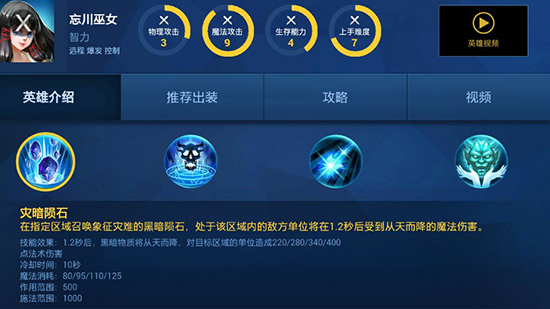 忘川巫女
智力
远程 爆发 控制
物理攻击
3
魔法攻击
9
生存能力
4
上手难度
7
英雄视频
英雄介绍
推荐出装
攻略
视频
灾暗陨石
在指定区域召唤象征灾难的黑暗陨石，处于该区域内的敌方单位将在1.2秒后受到从天而降的魔法伤害。
技能效果：1.2秒后，黑暗物质将从天而降，对目标区域的单位造成220/280/340/400
点法术伤害
冷却时间：10秒
魔法消耗：80/95/110/125
作用范围：500
施法范围：1000